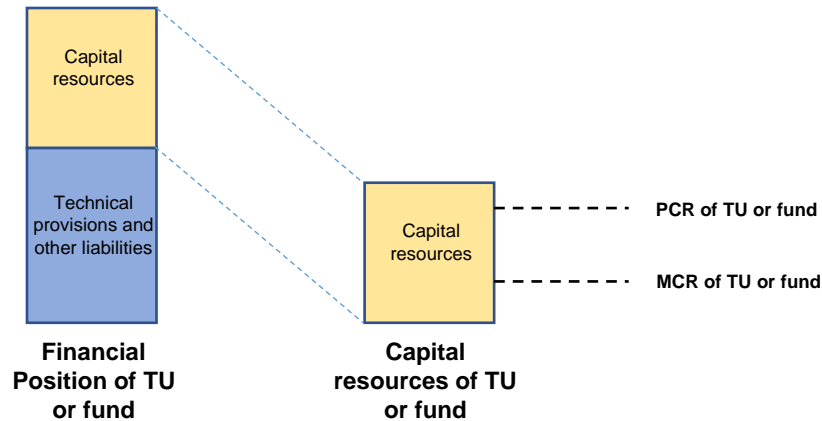 Capital
resources
Technical
provisions and
other liabilities
Capital
resources
PCR of TU or fund
MCR of TU or fund
Financial
Position of TU
or fund
Capital
resources of TU
or fund